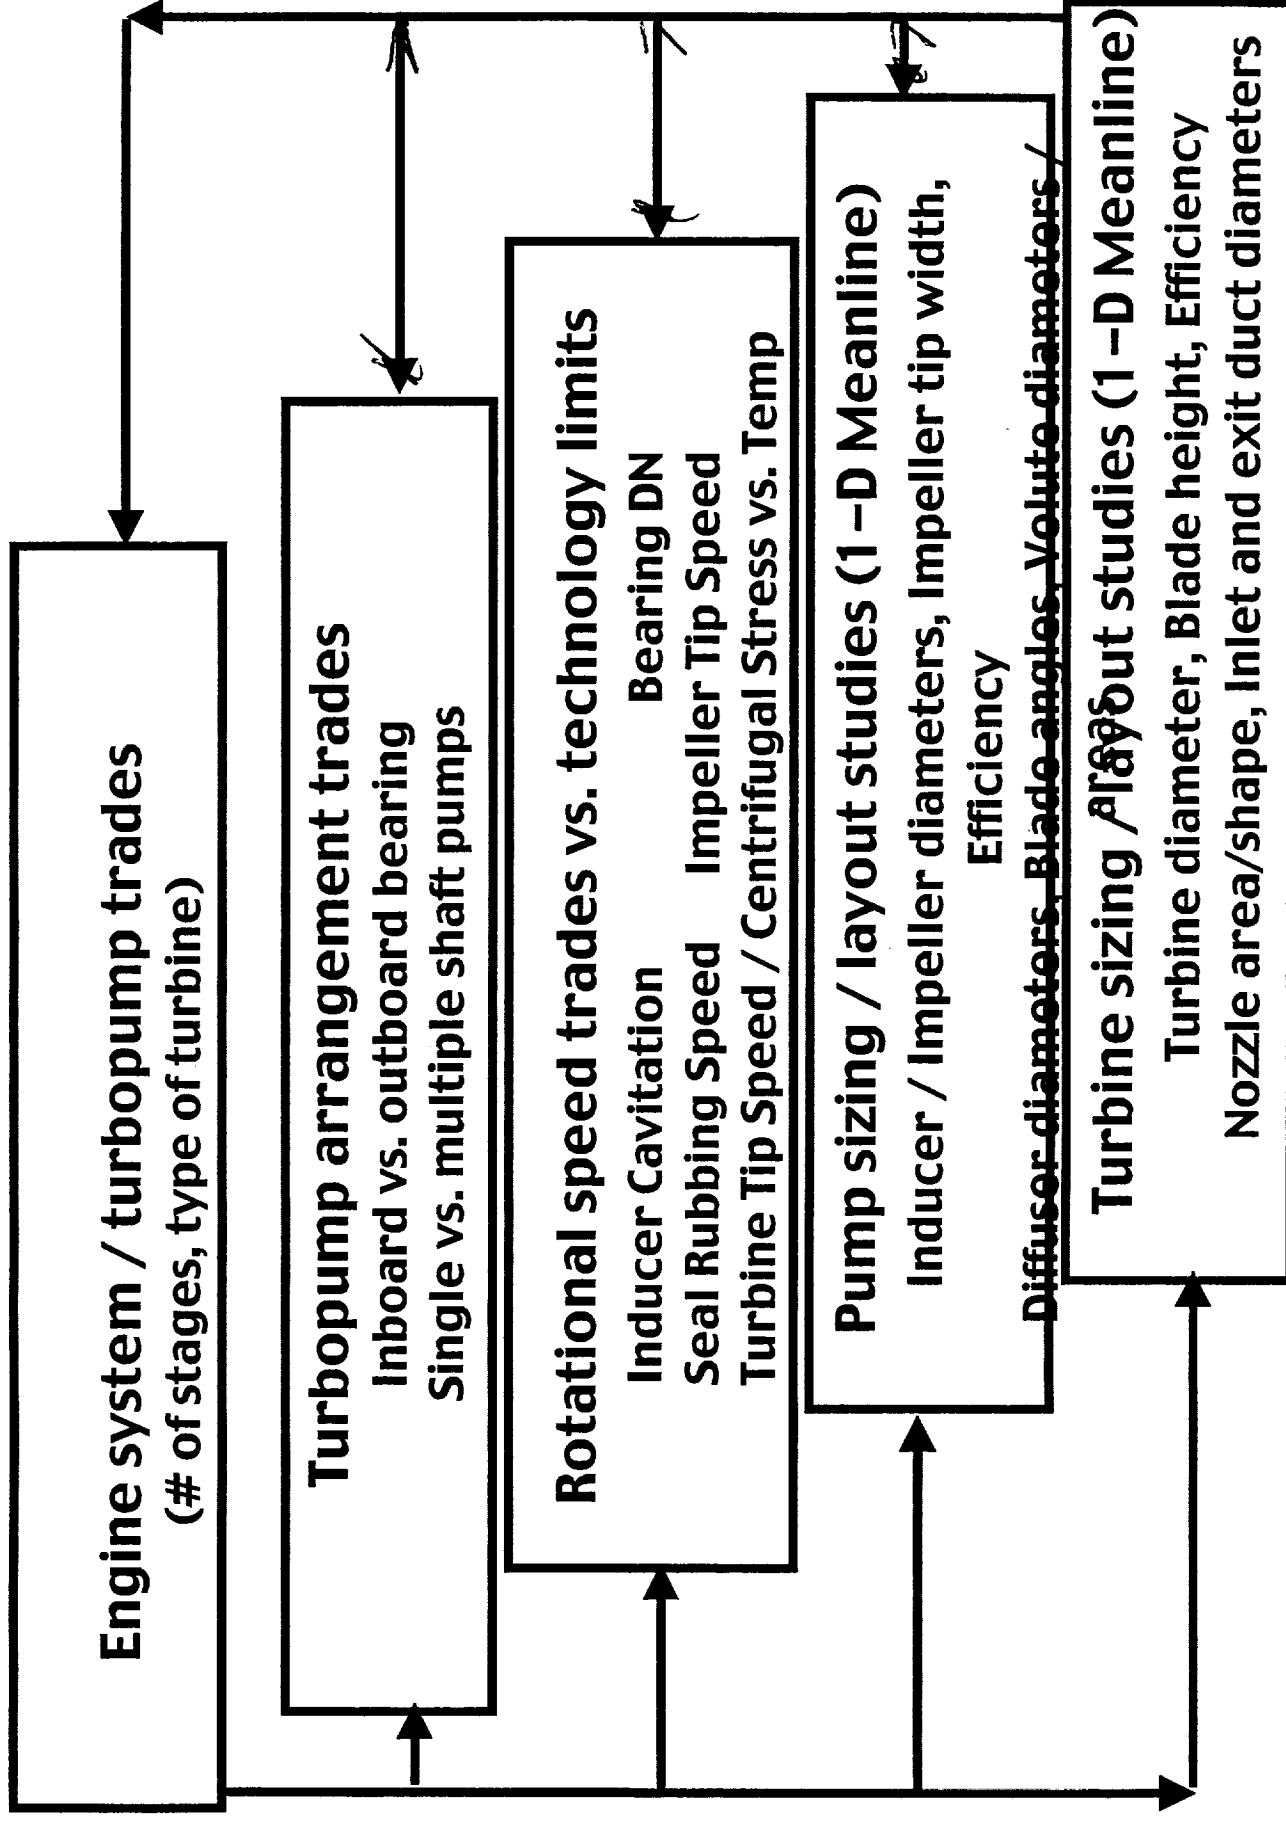 Engine system / turbopump trades
(# of stages, type of turbine)
Turbopump arrangement trades
Inboard vs. outboard bearing
Single vs. multiple shaft pumps
Rotational speed trades vs. technology limits
Inducer Cavitation Bearing DN
Seal Rubbing Speed Impeller Tip Speed
Turbine Tip Speed / Centrifugal Stress vs. Temp
Pump sizing / layout studies (1–D Meanline)
Inducer / Impeller diameters, Impeller tip width,
Efficiency
Diffuser diameters, Blade angles, Volute diameters /
areas
Turbine sizing / layout studies (1–D Meanline)
Turbine diameter, Blade height, Efficiency
Nozzle area/shape, Inlet and exit duct diameters